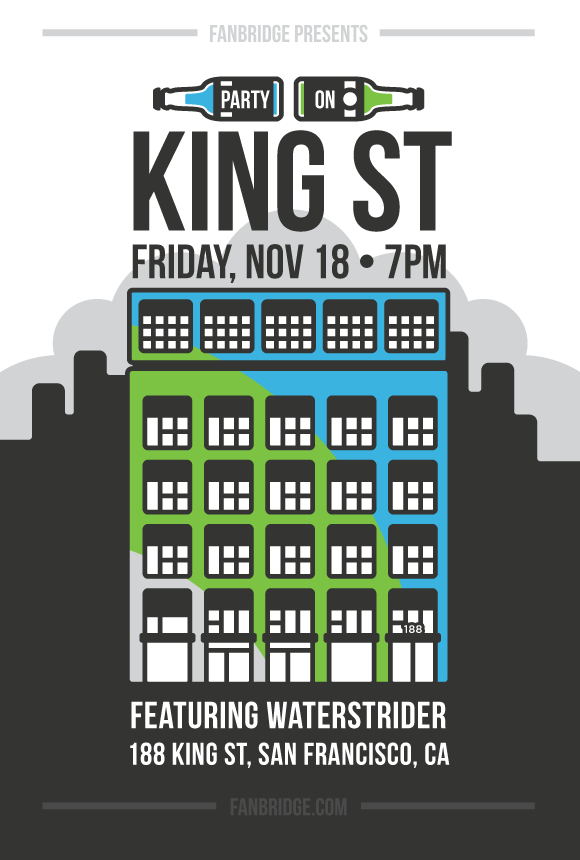 FANBRIDGE PRESENTS
PARTY ON
KING ST
FRIDAY, NOV 18 • 7PM
188
FEATURING WATERSTRIDER
188 KING ST, SAN FRANCISCO, CA
FANBRIDGE.COM